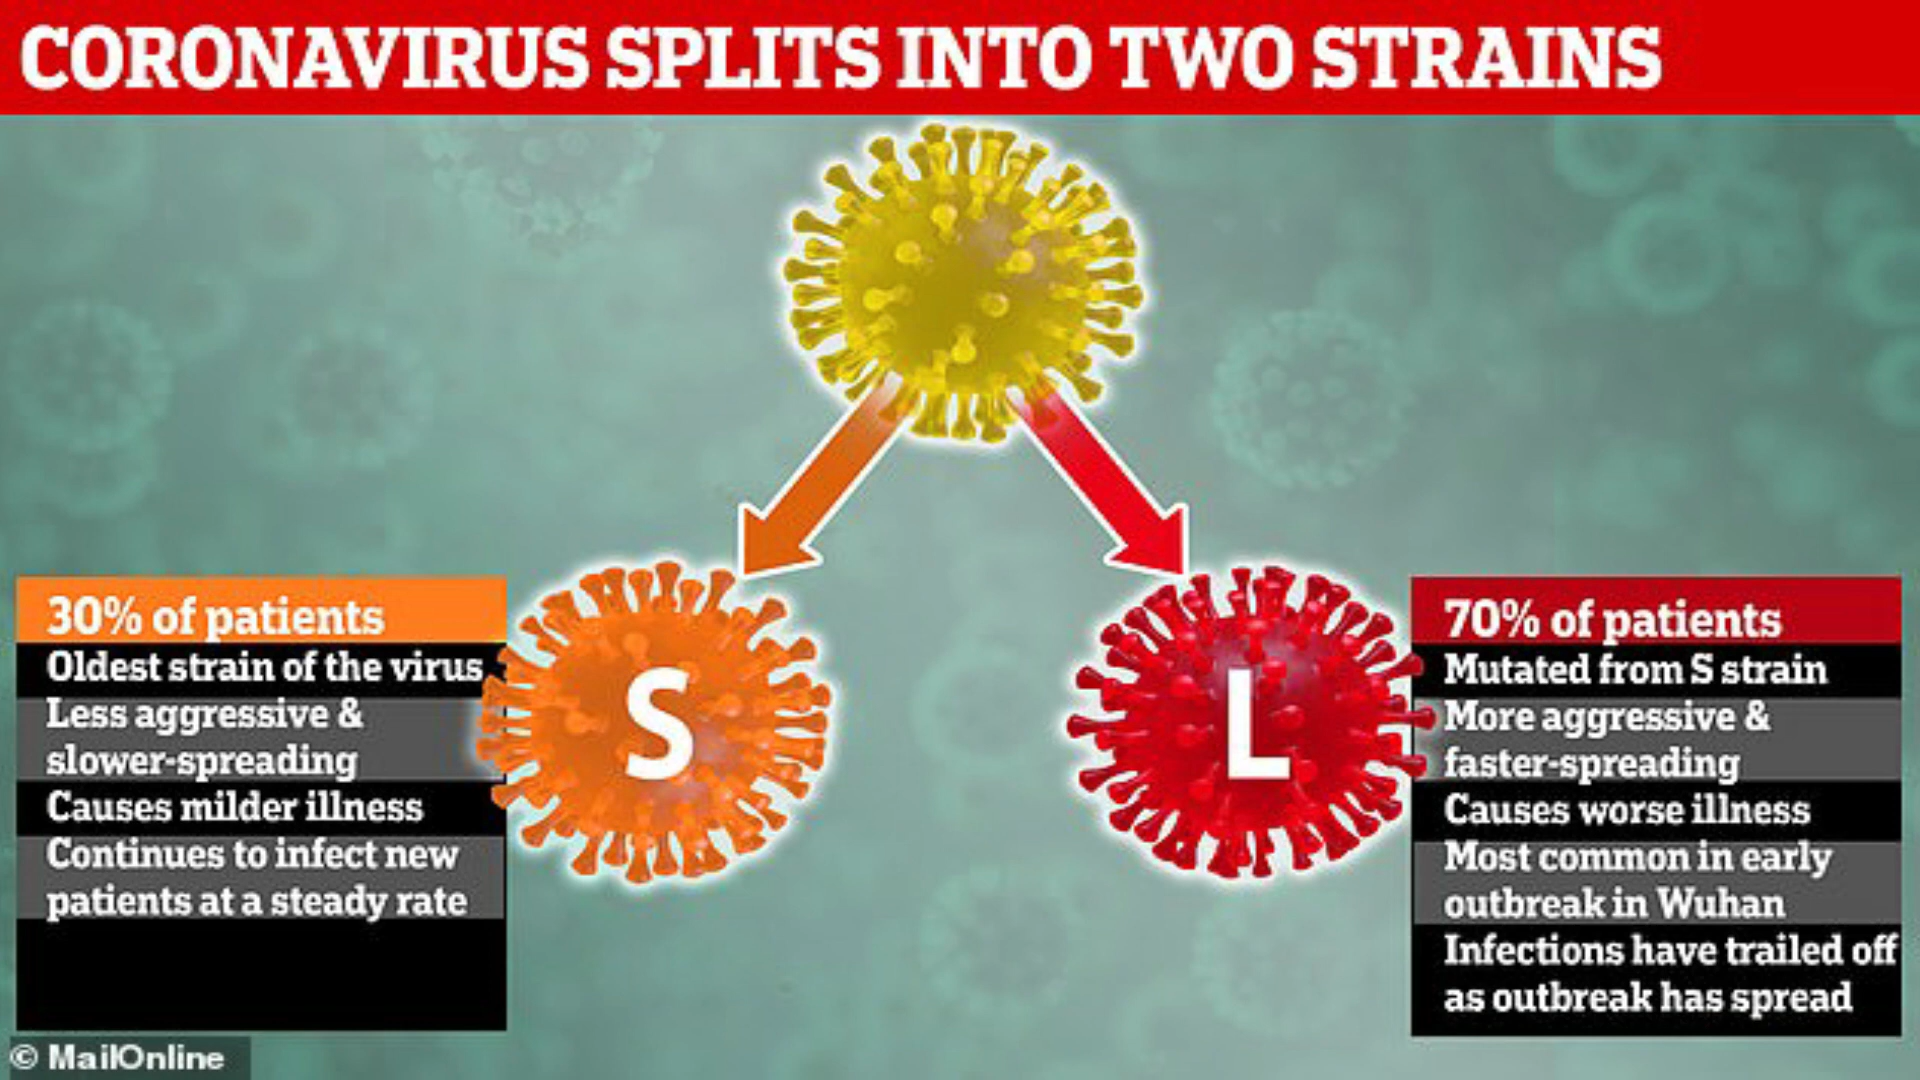 CORONAVIRUS SPLITS INTO TWO STRAINS
30% of patients
Oldest strain of the virus
Less aggressive &
slower-spreading
Causes milder illness
Continues to infect new
patients at a steady rate
S
L
70% of patients
Mutated from S strain
More aggressive &
faster-spreading
Causes worse illness
Most common in early
outbreak in Wuhan
Infections have trailed off
as outbreak has spread
© MailOnline